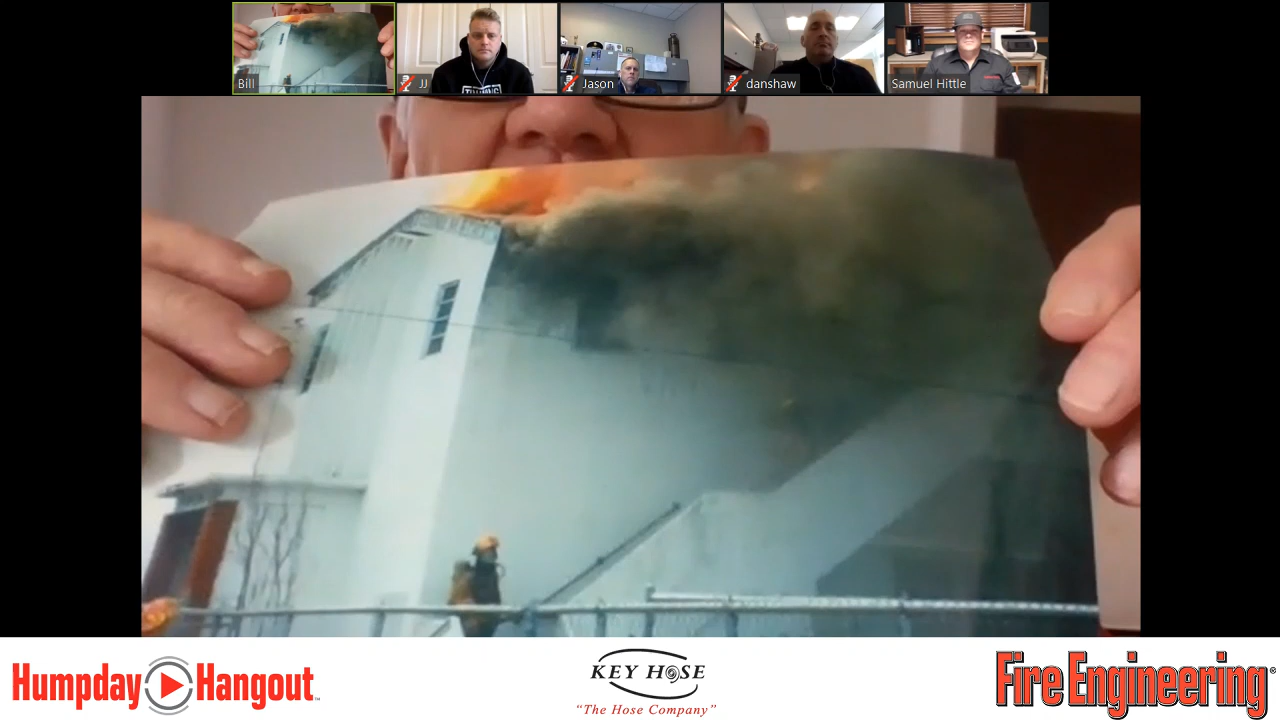 Bill
JJ
Jason
danshaw
Samuel Hittle
Humpday Hangout
KEY HOSE
"The Hose Company"
Fire Engineering®